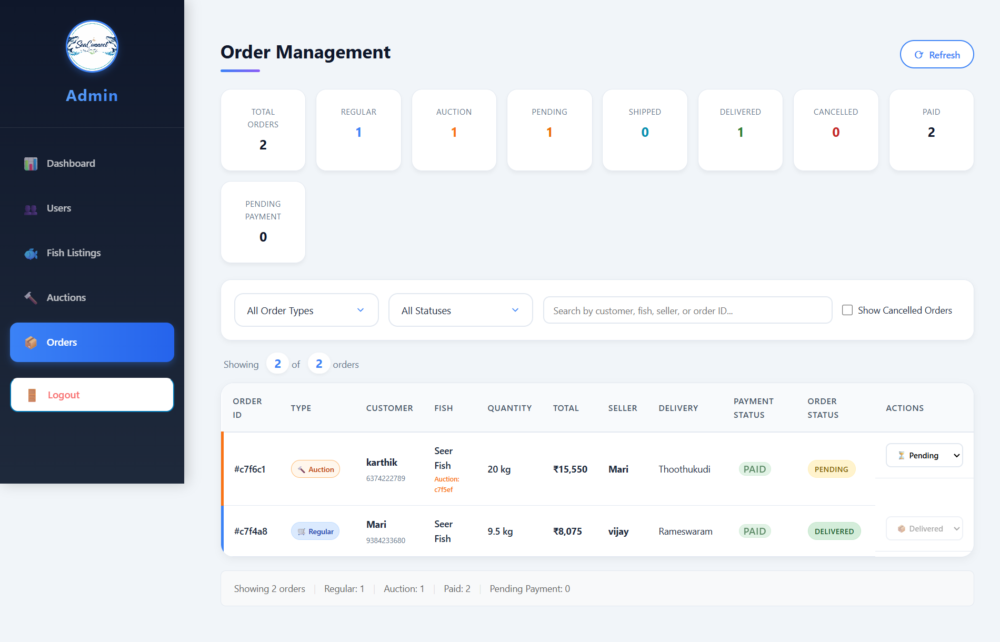 SeaConnect
Admin
Dashboard
Users
Fish Listings
Auctions
Orders
Logout
Order Management
Refresh
TOTAL
ORDERS
2
REGULAR
1
AUCTION
1
PENDING
1
SHIPPED
0
DELIVERED
1
CANCELLED
0
PAID
2
PENDING
PAYMENT
0
All Order Types
All Statuses
Search by customer, fish, seller, or order ID...
Show Cancelled Orders
Showing 2 of 2 orders
ORDER ID TYPE CUSTOMER FISH QUANTITY TOTAL SELLER DELIVERY PAYMENT STATUS ORDER STATUS ACTIONS
#c7f6c1
Auction
karthik
6374222789
Seer
Fish
Auction:
c7f5ef
20 kg
₹15,550
Mari
Thoothukudi
PAID
PENDING
Pending
#c7f4a8
Regular
Mari
9384233680
Seer
Fish
9.5 kg
₹8,075
vijay
Rameswaram
PAID
DELIVERED
Delivered
Showing 2 orders | Regular: 1 | Auction: 1 | Paid: 2 | Pending Payment: 0